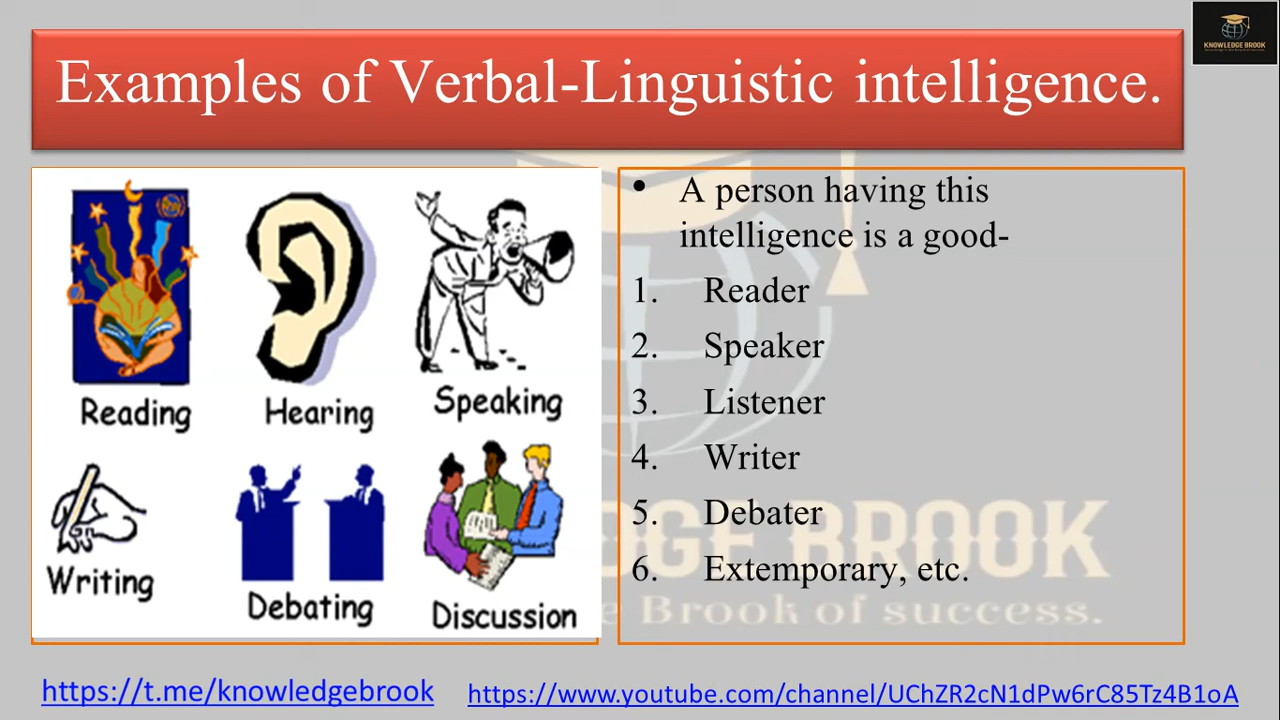 KNOWLEDGE BROOK
Examples of Verbal-Linguistic intelligence.
Reading
Hearing
Speaking
Writing
Debating
Discussion
• A person having this
intelligence is a good-
1. Reader
2. Speaker
3. Listener
4. Writer
5. Debater
6. Extemporary, etc.
DGE BROOK
e Brook of success.
https://t.me/knowledgebrook
https://www.youtube.com/channel/UChZR2cN1dPw6rC85Tz4B1oA